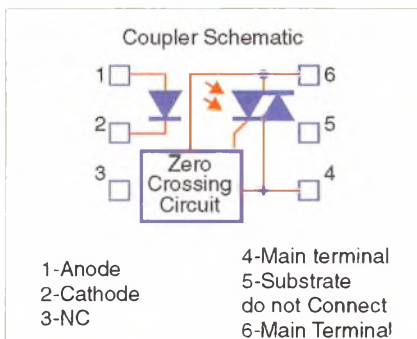 Coupler Schematic
1
6
2
5
3
4
Zero
Crossing
Circuit
1-Anode
2-Cathode
3-NC
4-Main terminal
5-Substrate
do not Connect
6-Main Terminal